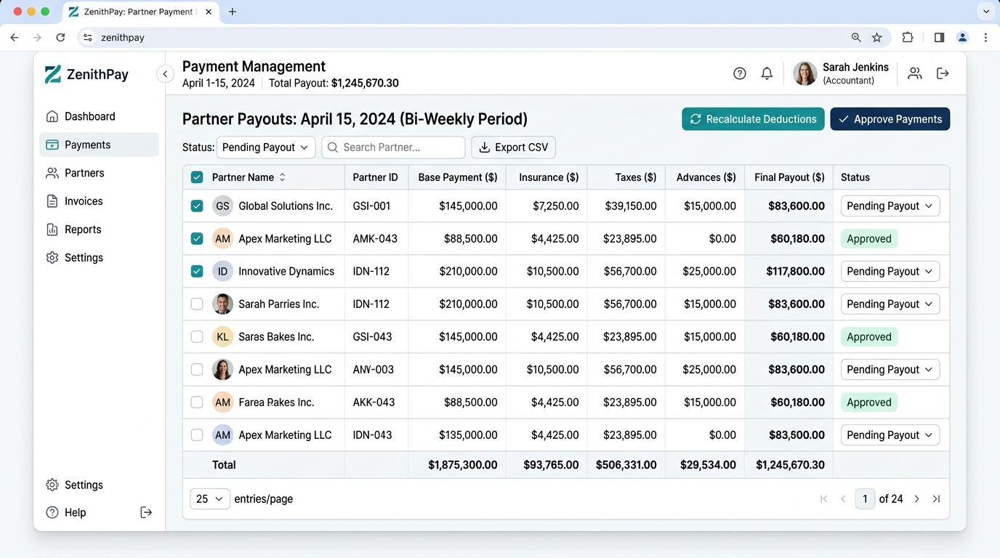 ZenithPay: Partner Payment
zenithpay
ZenithPay
Payment Management
April 1-15, 2024 Total Payout: $1,245,670.30
Sarah Jenkins
(Accountant)
Dashboard
Payments
Partners
Invoices
Reports
Settings
Settings
Help
Partner Payouts: April 15, 2024 (Bi-Weekly Period)
Recalculate Deductions
Approve Payments
Status: Pending Payout Search Partner... Export CSV
Partner Name Partner ID Base Payment ($) Insurance ($) Taxes ($) Advances ($) Final Payout ($) Status
GS Global Solutions Inc. GSI-001 $145,000.00 $7,250.00 $39,150.00 $15,000.00 $83,600.00 Pending Payout
AM Apex Marketing LLC AMK-043 $88,500.00 $4,425.00 $23,895.00 $0.00 $60,180.00 Approved
ID Innovative Dynamics IDN-112 $210,000.00 $10,500.00 $56,700.00 $25,000.00 $117,800.00 Pending Payout
Sarah Parries Inc. IDN-112 $210,000.00 $10,500.00 $56,700.00 $15,000.00 $83,600.00 Pending Payout
KL Saras Bakes Inc. GSI-043 $145,000.00 $4,425.00 $23,895.00 $15,000.00 $60,180.00 Approved
Apex Marketing LLC $145,000.00 $10,500.00 $56,700.00 $25,000.00 $83,600.00 Pending Payout
AM Farea Inc. AKK-043 $88,500.00 $4,425.00 $23,895.00 $15,000.00 $60,180.00 Approved
AM Apex Marketing LLC IDN-043 $135,000.00 $4,425.00 $23,895.00 $0.00 $83,500.00 Pending Payout
Total $1,875,300.00 $93,765.00 $506,331.00 $29,534.00 $1,245,670.30
25 entries/page 1 of 24